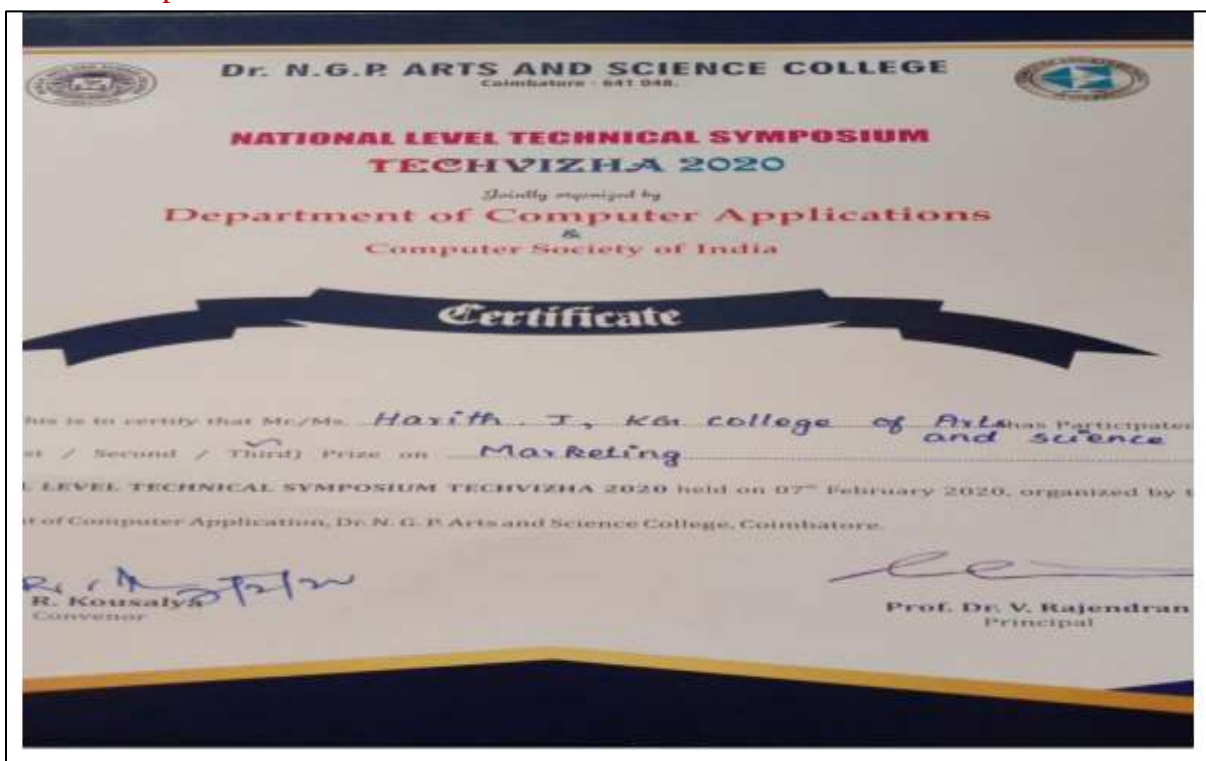 Dr. N.G.P. ARTS AND SCIENCE COLLEGE
Coimbatore - 641 048.
NATIONAL LEVEL TECHNICAL SYMPOSIUM
TECHVIZHA 2020
Jointly organized by
Department of Computer Applications
&
Computer Society of India
Certificate
his is to certify that Mr./Ms. Harith. J, KG college of Arts has Participated
and science
st / Second / Third) Prize on Marketing
L LEVEL TECHNICAL SYMPOSIUM TECHVIZHA 2020 held on 07th February 2020, organized by t
t of Computer Application, Dr. N. G. P. Arts and Science College, Coimbatore.
R. Kousalya
Convenor
Prof. Dr. V. Rajendran
Principal